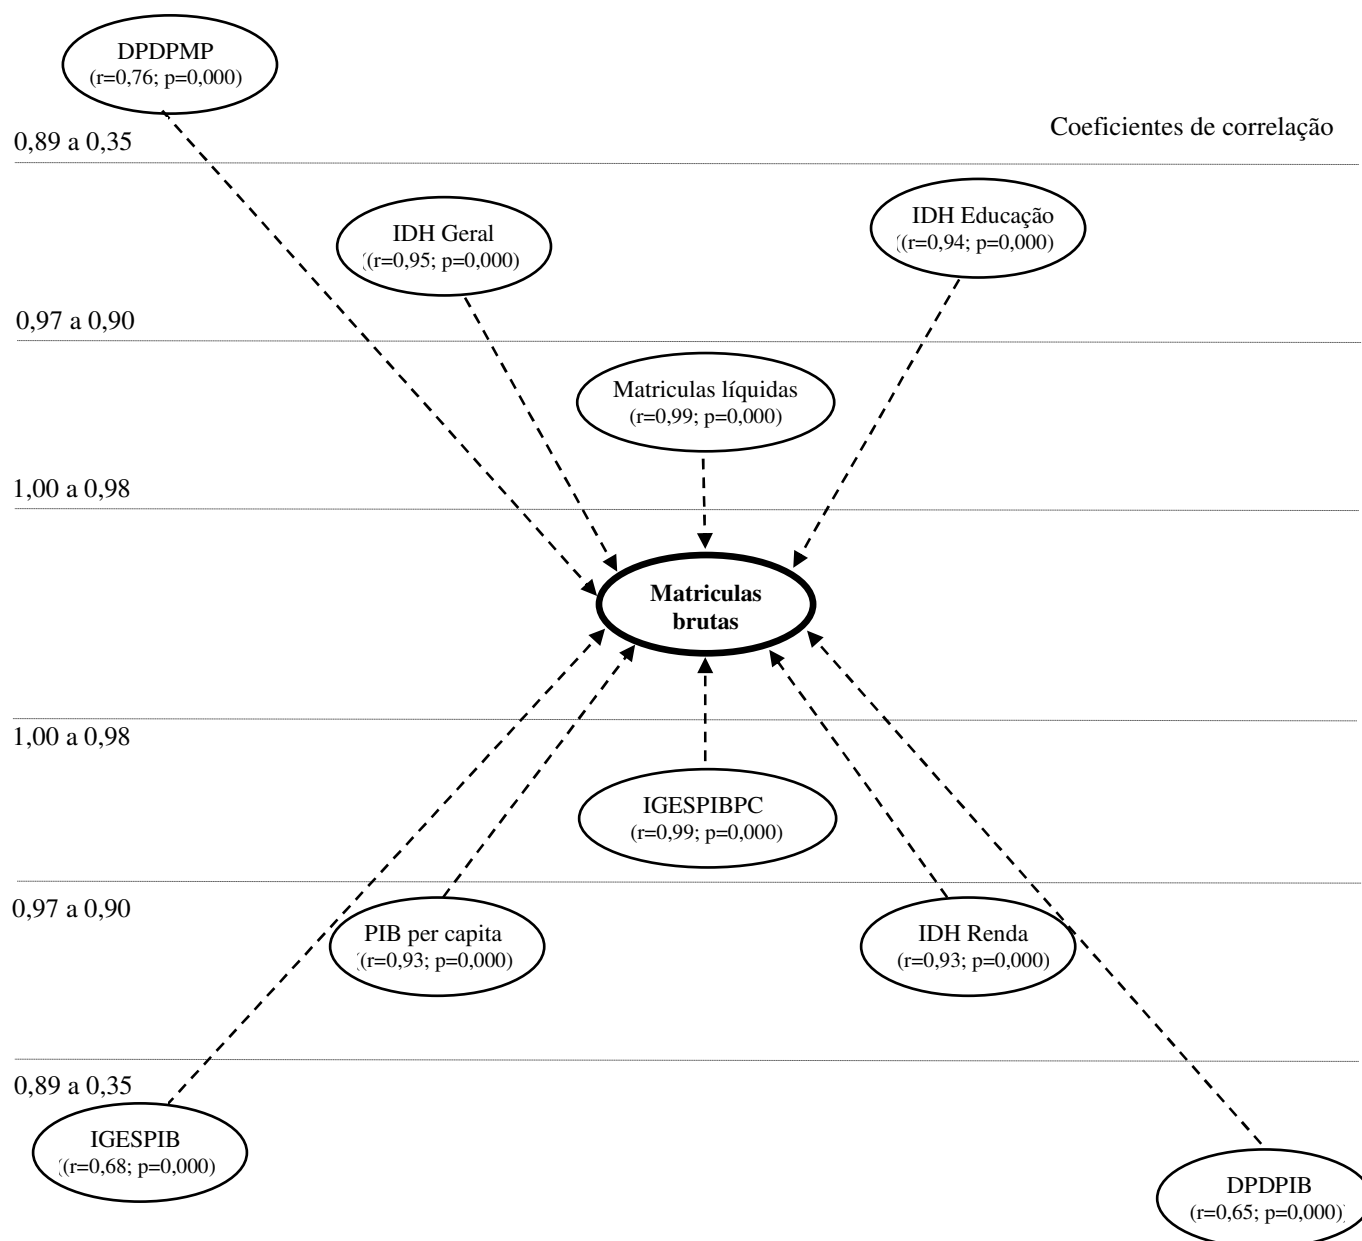 DPDPMP
(r=0,76; p=0,000)
Coeficientes de correlação
0,89 a 0,35
IDH Geral
((r=0,95; p=0,000)
IDH Educação
((r=0,94; p=0,000)
0,97 a 0,90
Matriculas líquidas
(r=0,99; p=0,000)
1,00 a 0,98
Matriculas
brutas
1,00 a 0,98
IGESPIBPC
(r=0,99; p=0,000)
0,97 a 0,90
PIB per capita
((r=0,93; p=0,000)
IDH Renda
(r=0,93; p=0,000)
0,89 a 0,35
IGESPIB
((r=0,68; p=0,000)
DPDPIB
(r=0,65; p=0,000)